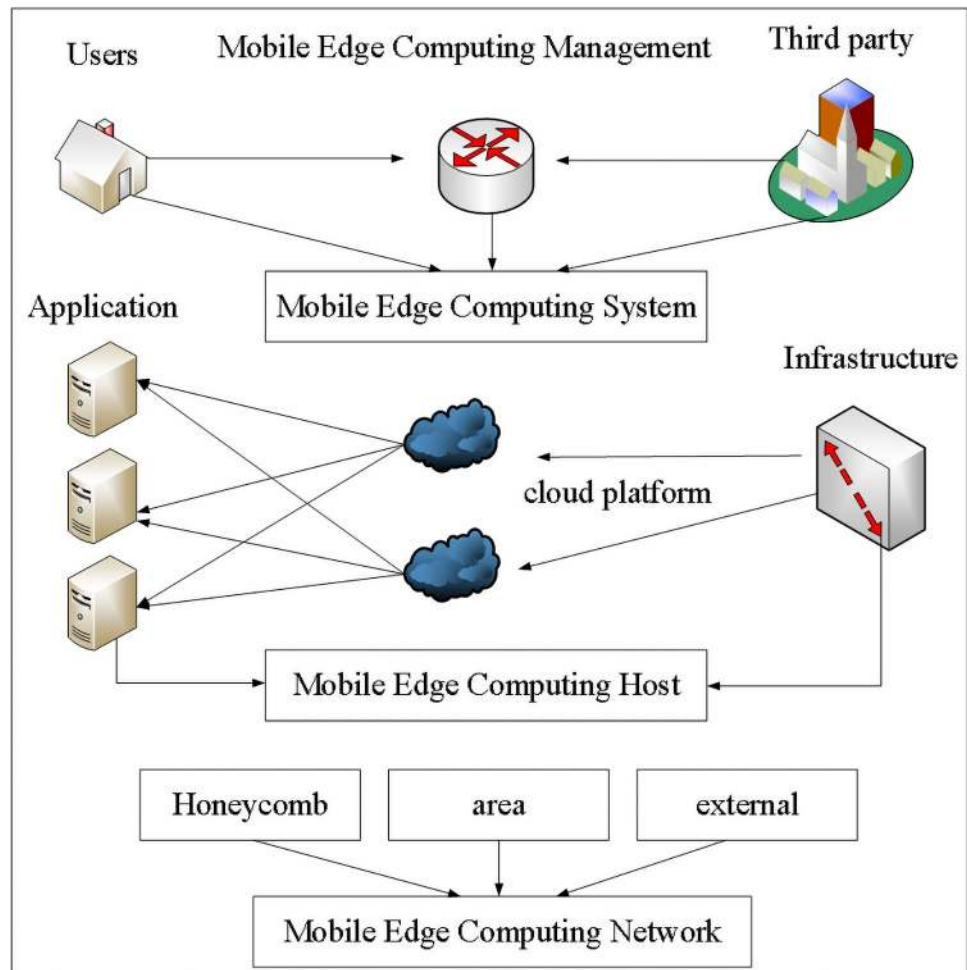 Users
Mobile Edge Computing Management
Third party
Mobile Edge Computing System
Application
Infrastructure
cloud platform
Mobile Edge Computing Host
Honeycomb
area
external
Mobile Edge Computing Network